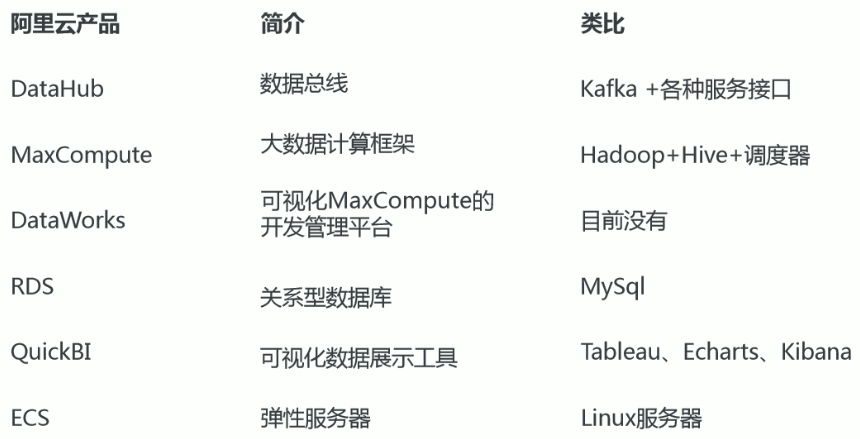 阿里云产品 简介 类比
DataHub 数据总线 Kafka +各种服务接口
MaxCompute 大数据计算框架 Hadoop+Hive+调度器
DataWorks 可视化MaxCompute的 目前没有
开发管理平台
RDS 关系型数据库 MySql
QuickBI 可视化数据展示工具 Tableau、Echarts、Kibana
ECS 弹性服务器 Linux服务器